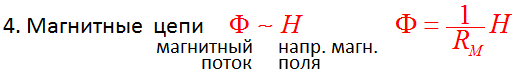 4. Магнитные цепи Φ ~ H Φ = 1/R_M H
магнитный напр. магн.
поток поля